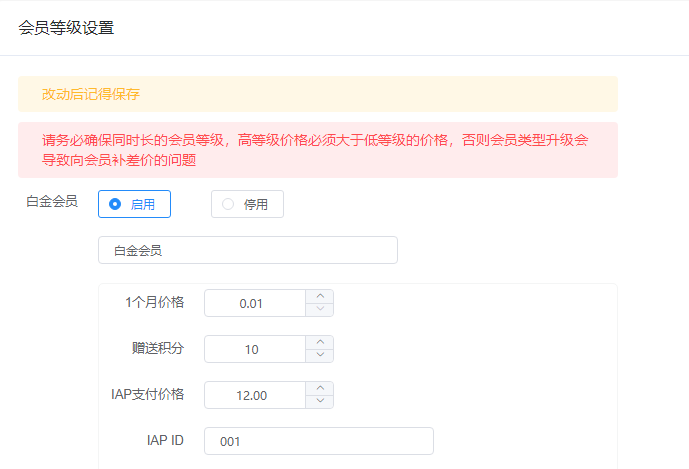 会员等级设置
改动后记得保存
请务必确保同时长的会员等级，高等级价格必须大于低等级的价格，否则会员类型升级会
导致向会员补差价的问题
白金会员 启用 停用
白金会员
1个月价格 0.01
赠送积分 10
IAP支付价格 12.00
IAP ID 001